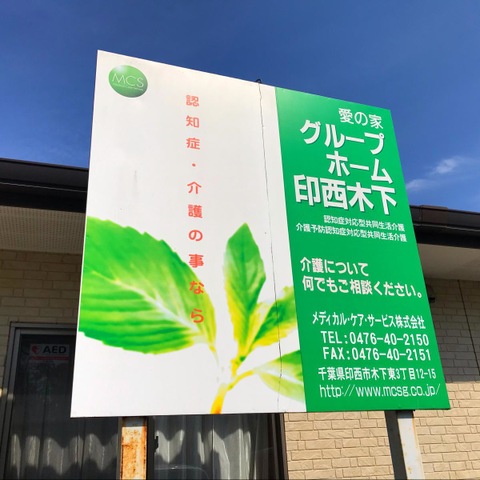 MCS
認知症・介護の事なら
愛の家
グループ
ホーム
印西木下
認知症対応型共同生活介護
介護予防認知症対応型共同生活介護
介護について
何でもご相談ください。
メディカル・ケア・サービス株式会社
TEL:0476-40-2150
FAX:0476-40-2151
千葉県印西市木下東3丁目12-15
http://www.mcsg.co.jp/
AED